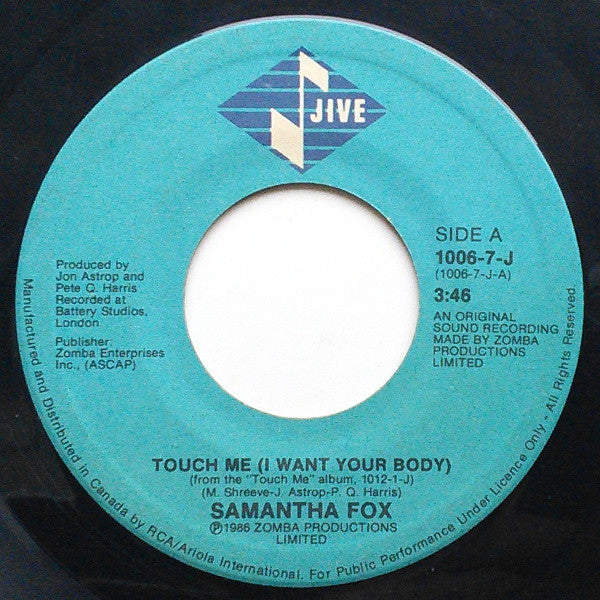 JIVE
SIDE A
1006-7-J
(1006-7-J-A)
3:46
AN ORIGINAL
SOUND RECORDING
MADE BY ZOMBA
PRODUCTIONS
LIMITED
Produced by
Jon Astrop and
Pete Q. Harris
Recorded at
Battery Studios,
London
Publisher:
Zomba Enterprises
Inc., (ASCAP)
TOUCH ME (I WANT YOUR BODY)
(from the "Touch Me" album, 1012-1-J)
(M. Shreeve-J. Astrop-P. Q. Harris)
SAMANTHA FOX
℗1986 ZOMBA PRODUCTIONS
LIMITED
Manufactured and Distributed in Canada by RCA/Ariola International. For Public Performance Under Licence Only - All Rights Reserved.